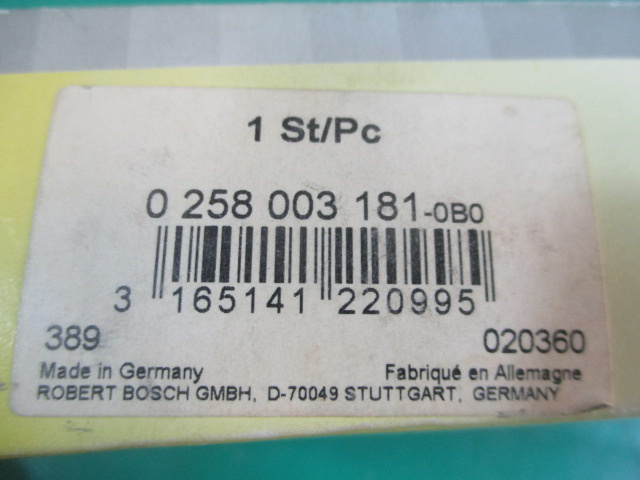 1 St/Pc
0 258 003 181-0B0
3 165141 220995
389 020360
Made in Germany Fabriqué en Allemagne
ROBERT BOSCH GMBH, D-70049 STUTTGART, GERMANY